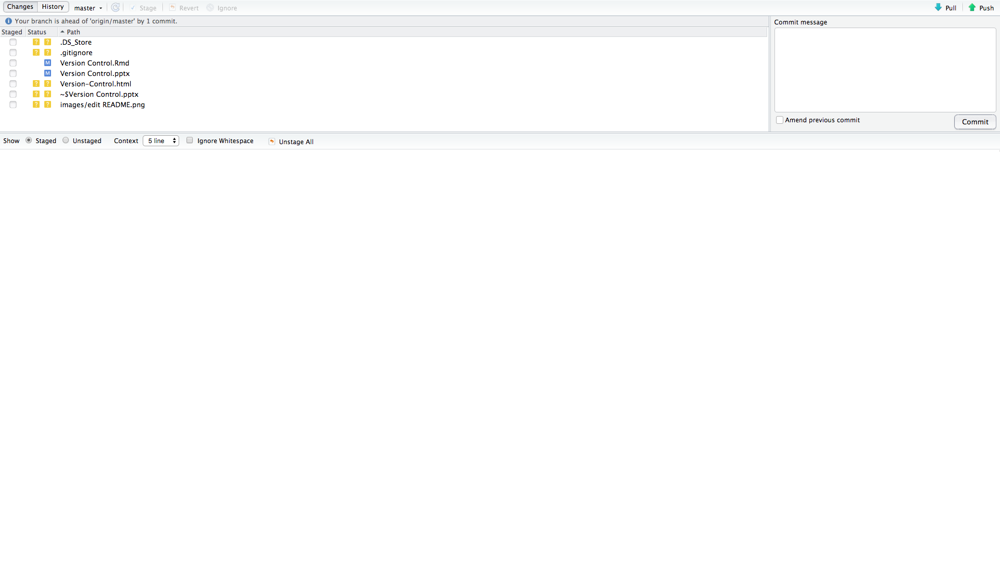 Changes History master Stage Revert Ignore Pull Push
Your branch is ahead of 'origin/master' by 1 commit.
Staged Status Path
? ? .DS_Store
? ? .gitignore
M Version Control.Rmd
M Version Control.pptx
? ? Version-Control.html
? ? ~$Version Control.pptx
? ? images/edit README.png
Commit message
Amend previous commit Commit
Show Staged Unstaged Context 5 line Ignore Whitespace Unstage All